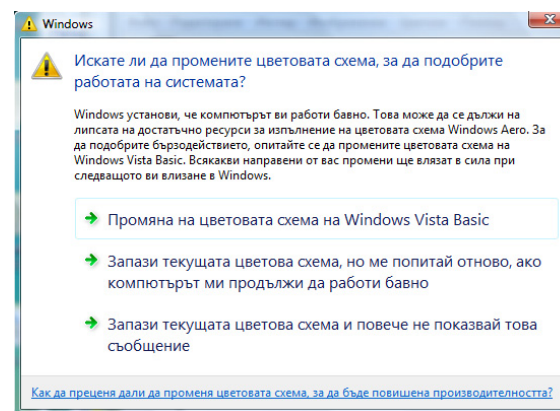 Windows
Искате ли да промените цветовата схема, за да подобрите
работата на системата?
Windows установи, че компютърът ви работи бавно. Това може да се дължи на
липсата на достатъчно ресурси за изпълнение на цветовата схема Windows Aero. За
да подобрите бързодействието, опитайте се да промените цветовата схема на
Windows Vista Basic. Всякакви направени от вас промени ще влязат в сила при
следващото ви влизане в Windows.
Промяна на цветовата схема на Windows Vista Basic
Запази текущата цветова схема, но ме попитай отново, ако
компютърът ми продължи да работи бавно
Запази текущата цветова схема и повече не показвай това
съобщение
Как да преценя дали да променя цветовата схема, за да бъде повишена производителността?